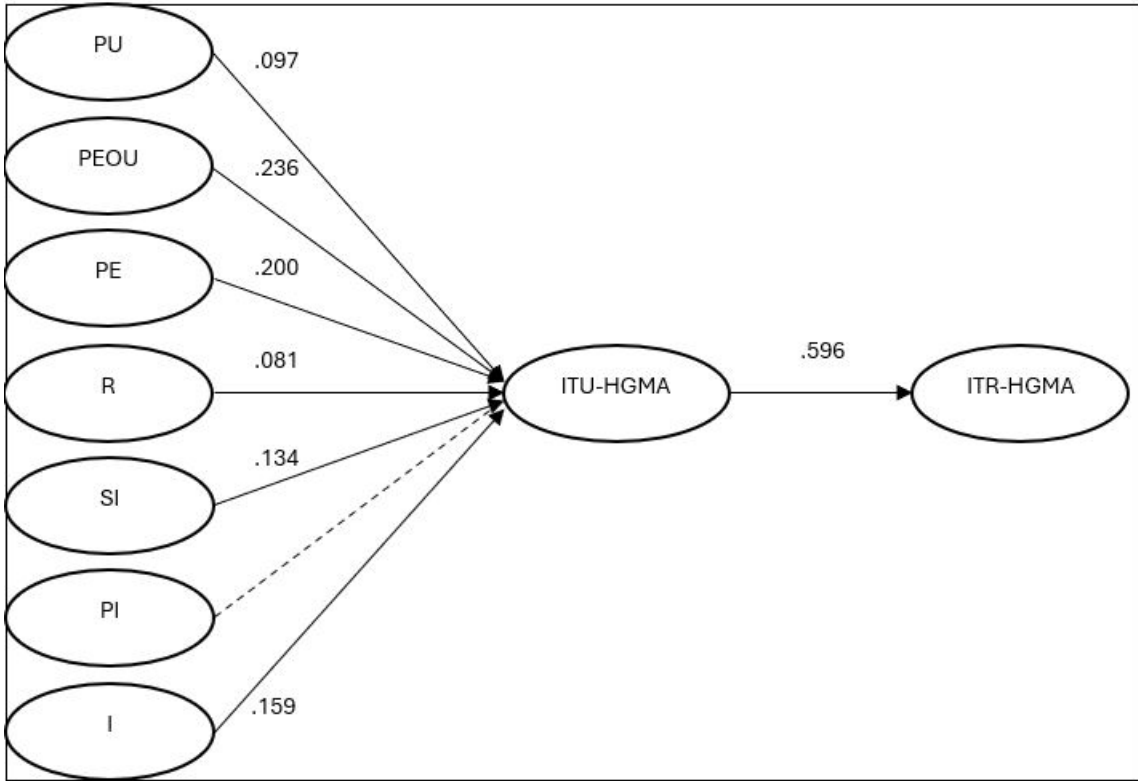 PU
.097
PEOU
.236
PE
.200
R
.081
ITU-HGMA
.596
ITR-HGMA
SI
.134
PI
I
.159